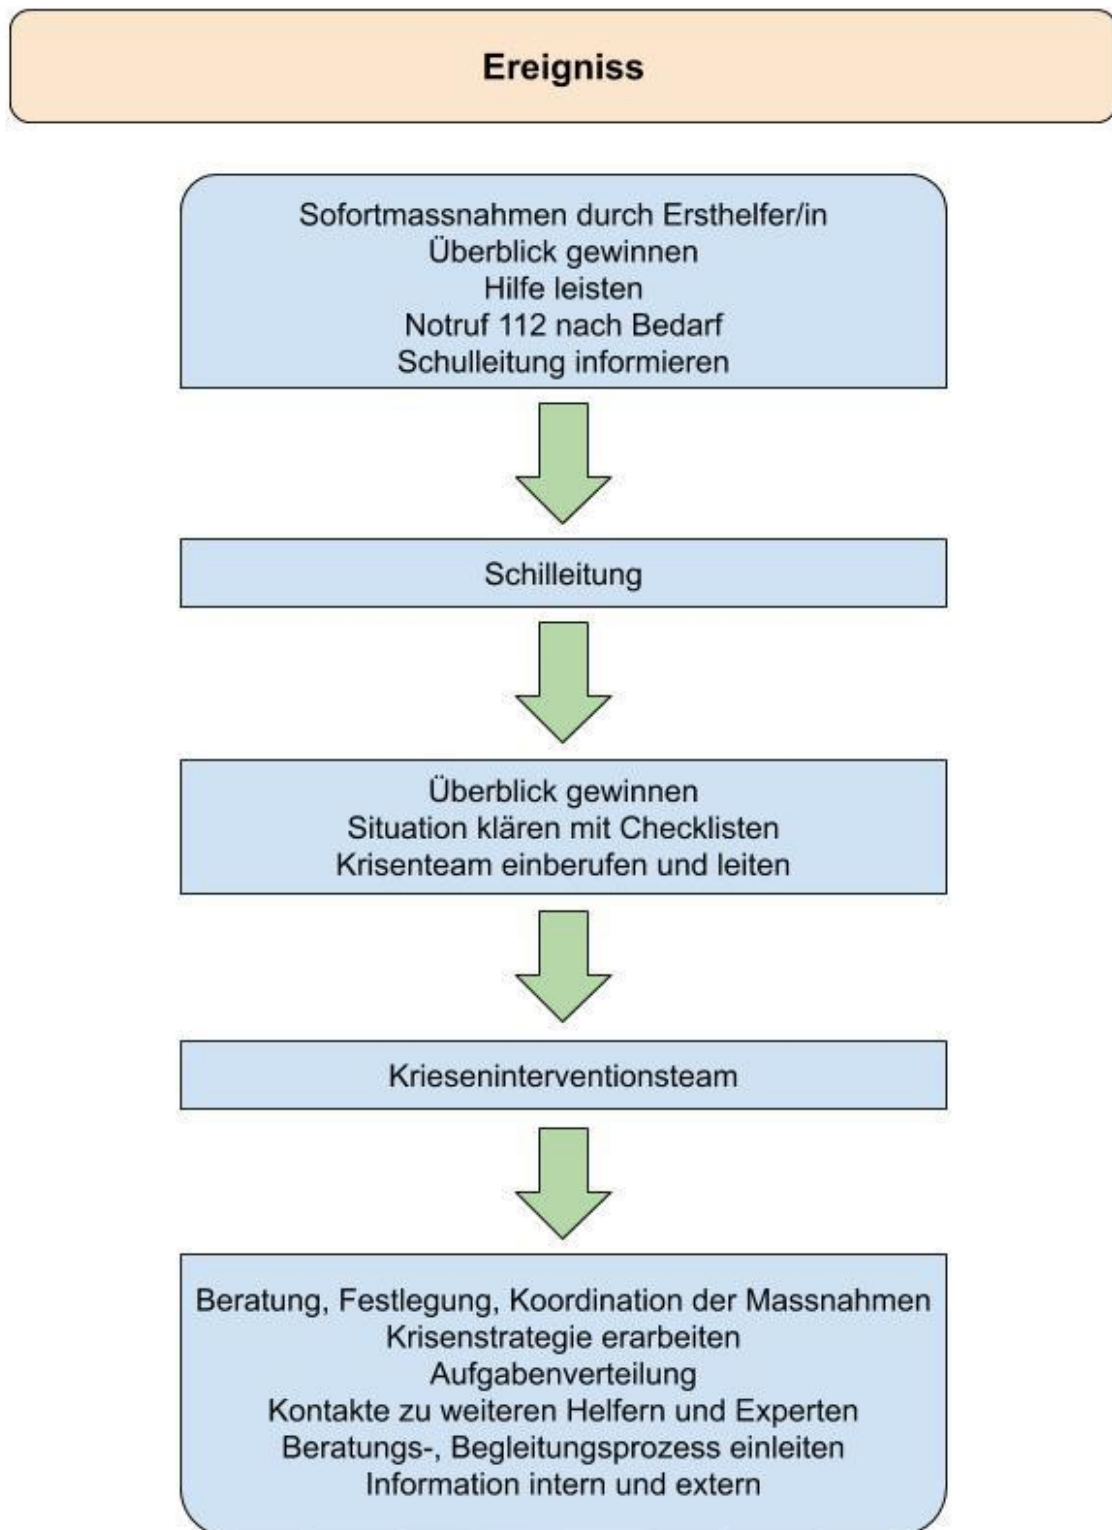 Ereigniss
Sofortmassnahmen durch Ersthelfer/in
Überblick gewinnen
Hilfe leisten
Notruf 112 nach Bedarf
Schulleitung informieren
Schilleitung
Überblick gewinnen
Situation klären mit Checklisten
Krisenteam einberufen und leiten
Krieseninterventionsteam
Beratung, Festlegung, Koordination der Massnahmen
Krisenstrategie erarbeiten
Aufgabenverteilung
Kontakte zu weiteren Helfern und Experten
Beratungs-, Begleitungsprozess einleiten
Information intern und extern